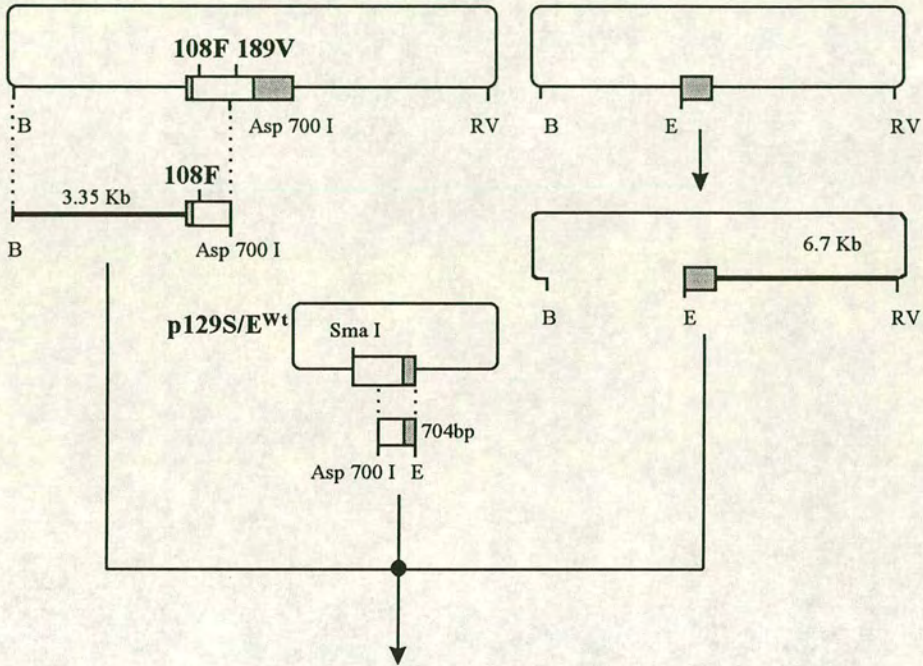 108F 189V
B Asp 700 I RV
B E RV
108F
3.35 Kb
B Asp 700 I
6.7 Kb
B E RV
p129S/E^Wt
Sma I
704bp
Asp 700 I E